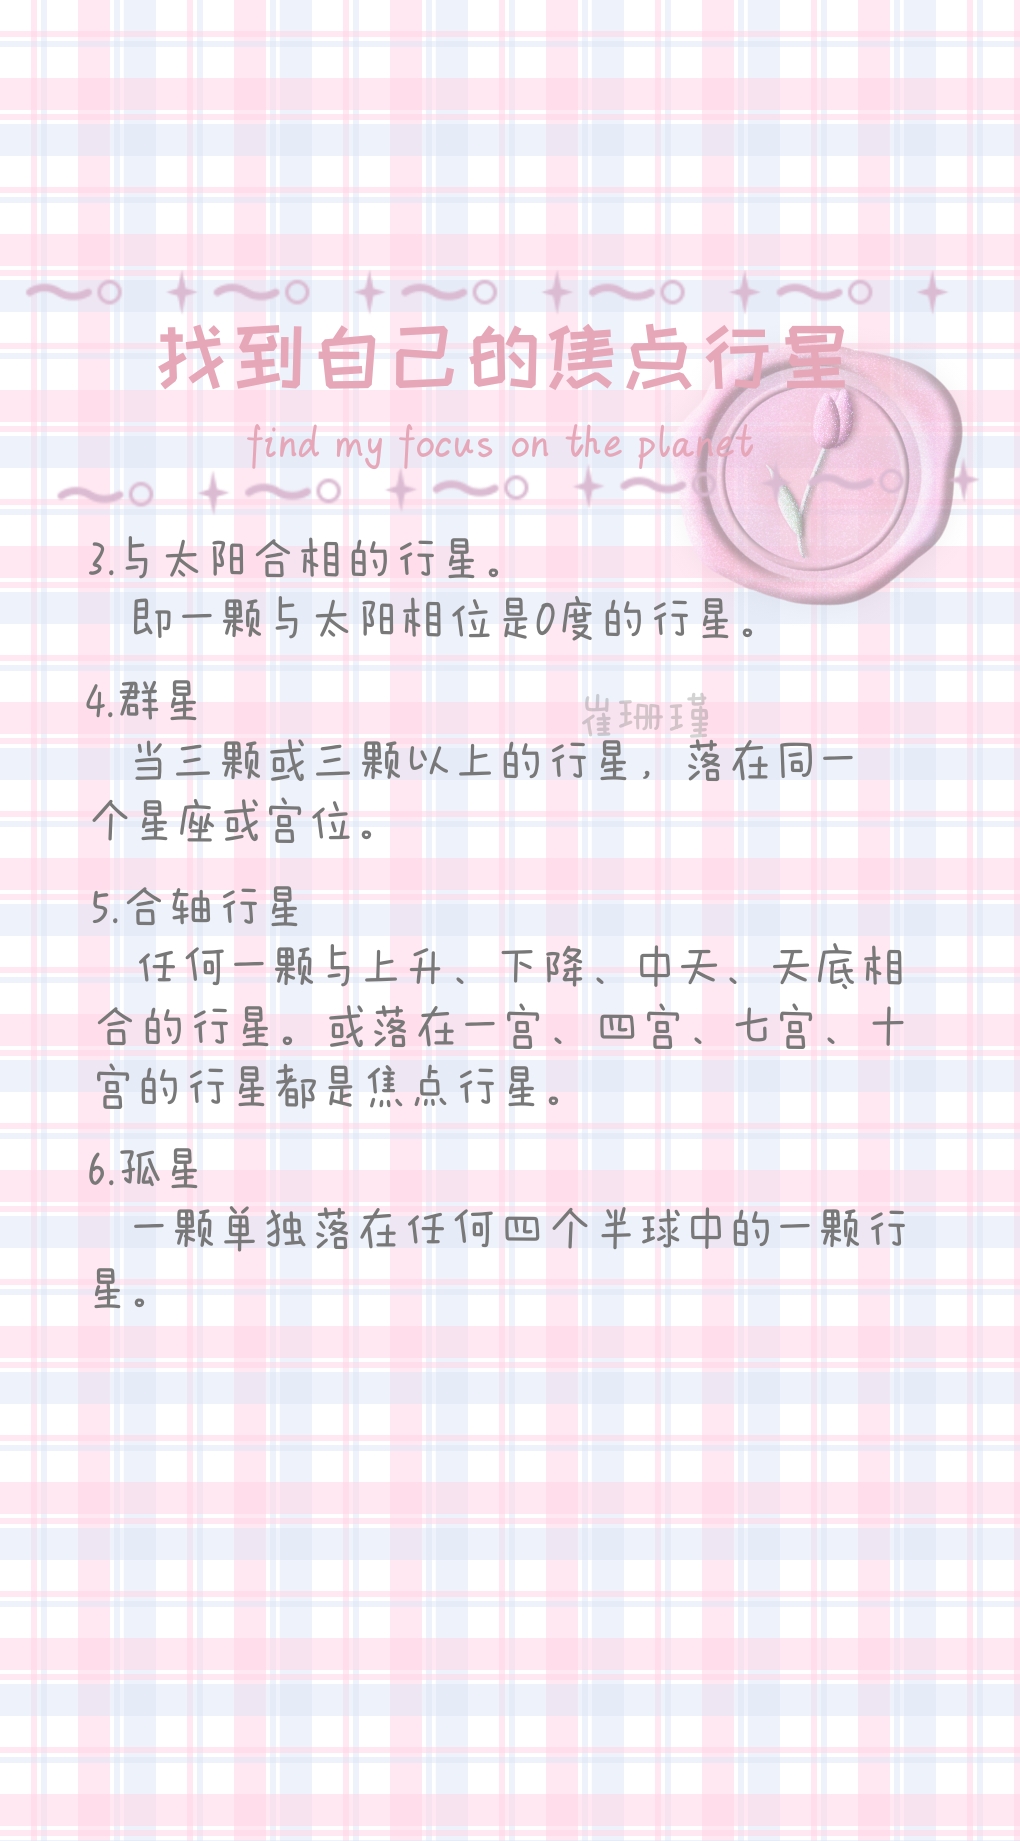 找到自己的焦点行星
find my focus on the planet
3.与太阳合相的行星。
即一颗与太阳相位是0度的行星。
4.群星
崔珊瑾
当三颗或三颗以上的行星，落在同一
个星座或宫位。
5.合轴行星
任何一颗与上升、下降、中天、天底相
合的行星。或落在一宫、四宫、七宫、十
宫的行星都是焦点行星。
6.孤星
一颗单独落在任何四个半球中的一颗行
星。